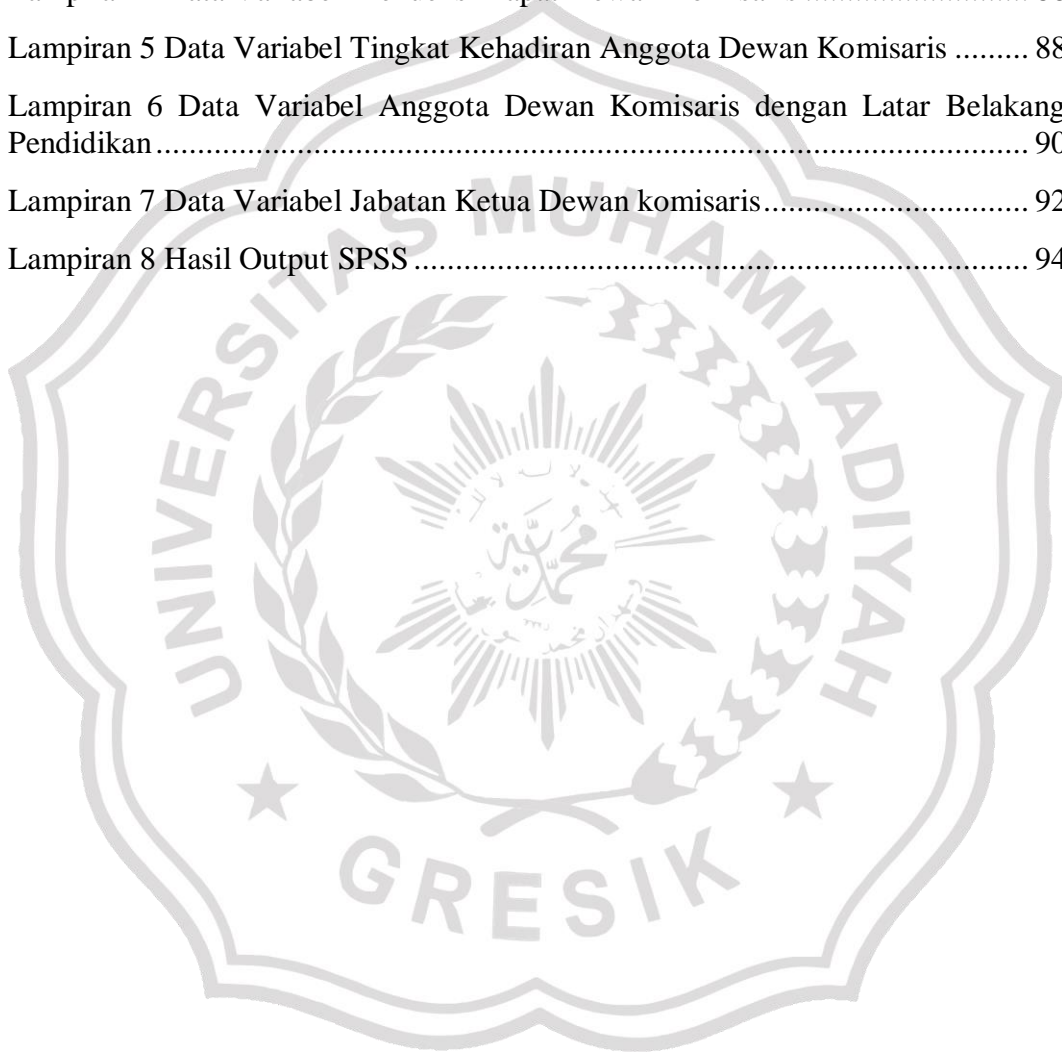 Lampiran 5 Data Variabel Tingkat Kehadiran Anggota Dewan Komisaris ......... 88
Lampiran 6 Data Variabel Anggota Dewan Komisaris dengan Latar Belakang
Pendidikan .......................................................................................................... 90
Lampiran 7 Data Variabel Jabatan Ketua Dewan komisaris ................................ 92
Lampiran 8 Hasil Output SPSS ........................................................................... 94
UNIVERSITAS MUHAMMADIYAH
محمد
GRESIK